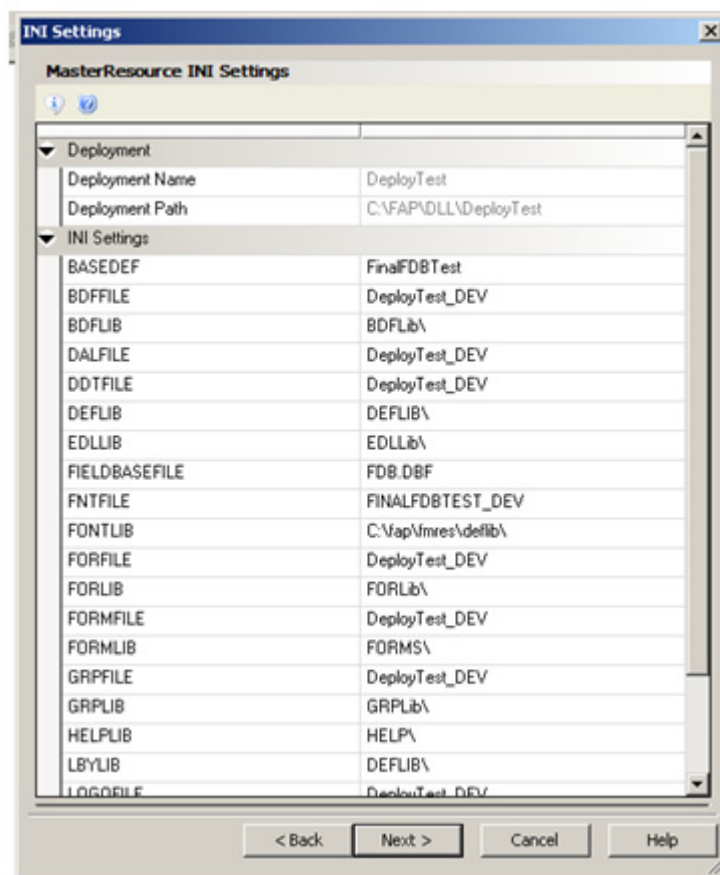 INI Settings
MasterResource INI Settings
Deployment
Deployment Name DeployTest
Deployment Path C:\FAP\DLL\DeployTest
INI Settings
BASEDEF FinalFDBTest
BDFFILE DeployTest_DEV
BDFLIB BDFLib\
DALFILE DeployTest_DEV
DDTFILE DeployTest_DEV
DEFLIB DEFLIB\
EDLLIB EDLLib\
FIELDBASEFILE FDB.DBF
FNTFILE FINALFDBTEST_DEV
FONTLIB C:\fap\fmres\deflib\
FORFILE DeployTest_DEV
FORLIB FORLib\
FORMFILE DeployTest_DEV
FORMLIB FORMS\
GRPFILE DeployTest_DEV
GRPLIB GRPLib\
HELPLIB HELP\
LBYLIB DEFLIB\
LOGOFILE DeployTest_DEV
< Back Next > Cancel Help